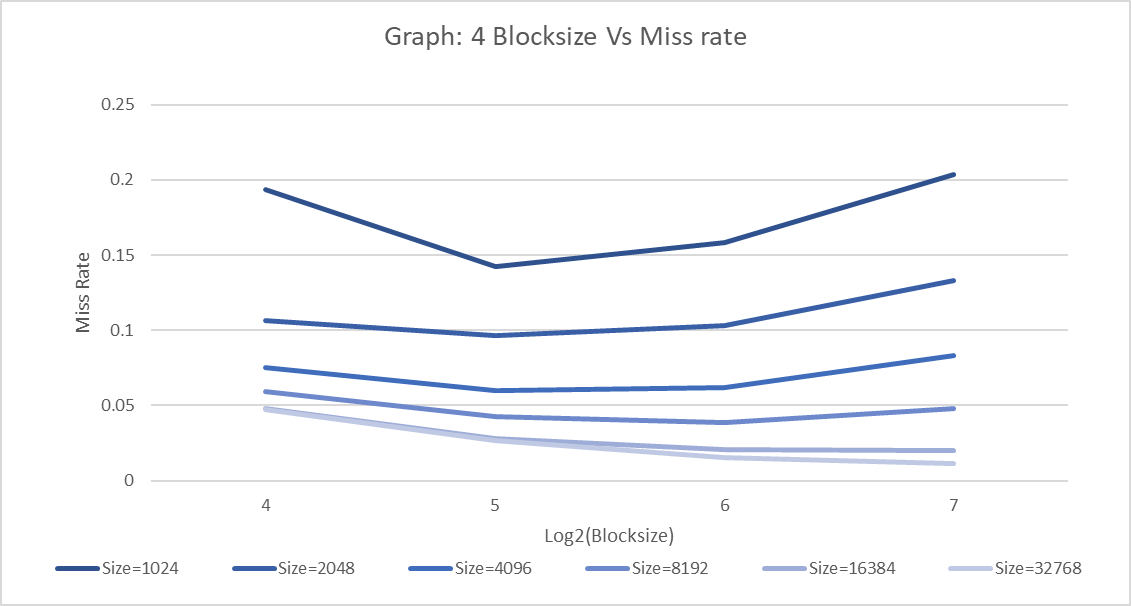 Graph: 4 Blocksize Vs Miss rate
0.25
0.2
0.15
0.1
0.05
0
Miss Rate
4 5 6 7
Log2(Blocksize)
Size=1024 Size=2048 Size=4096 Size=8192 Size=16384 Size=32768